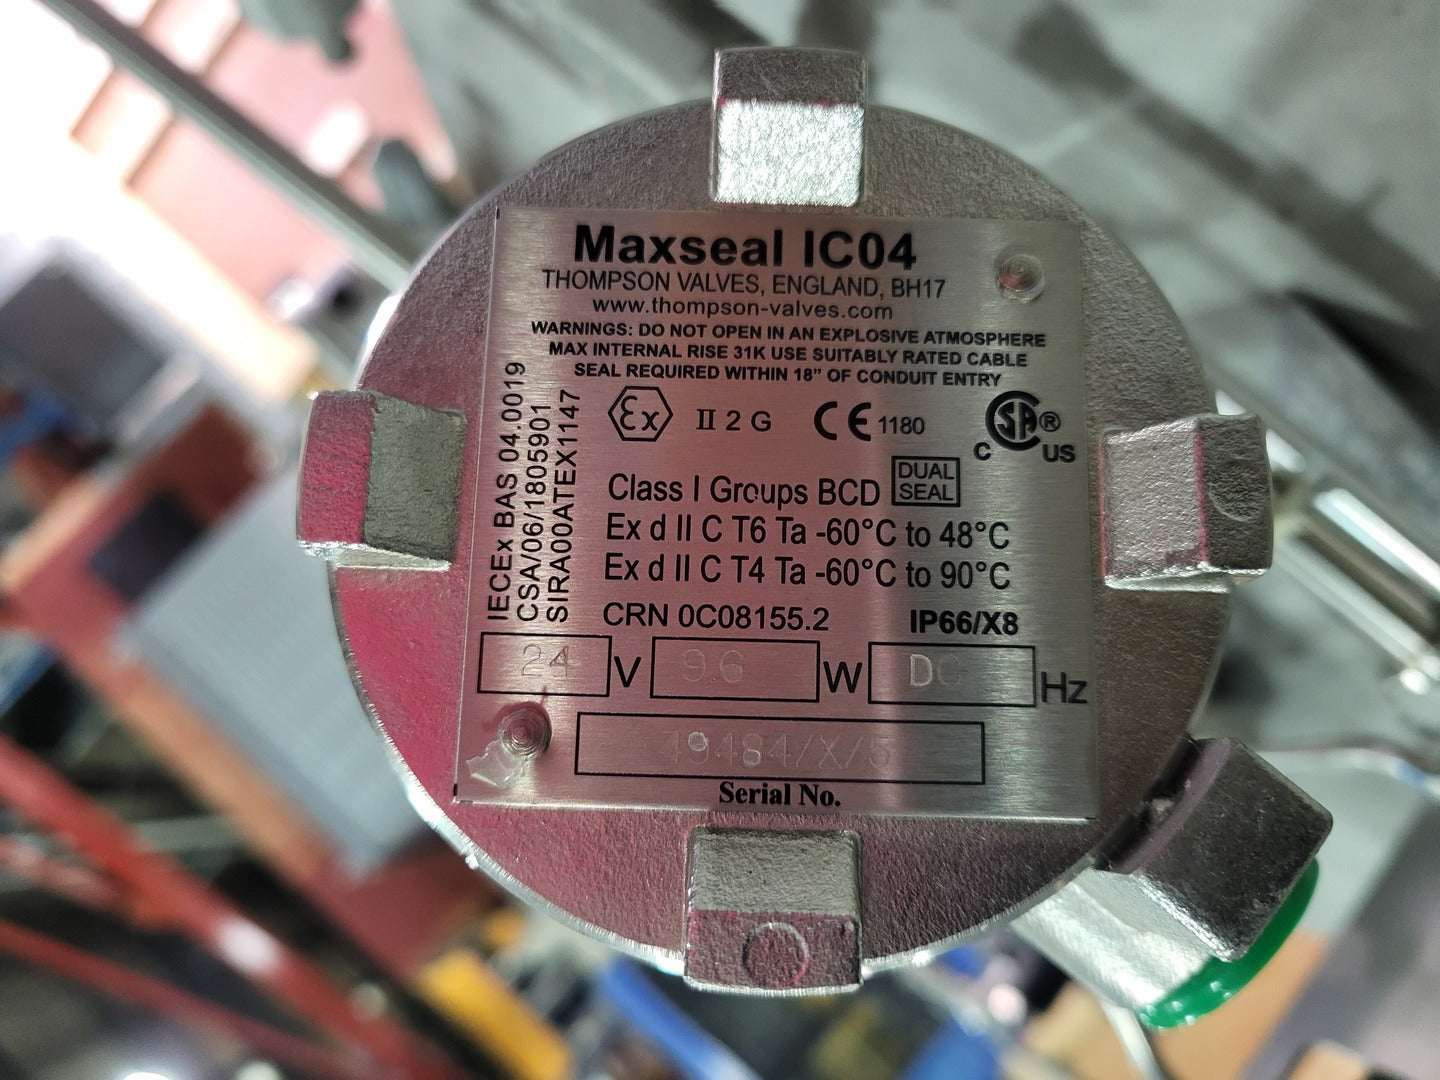 Maxseal IC04
THOMPSON VALVES, ENGLAND, BH17
www.thompson-valves.com
WARNINGS: DO NOT OPEN IN AN EXPLOSIVE ATMOSPHERE
MAX INTERNAL RISE 31K USE SUITABLY RATED CABLE
SEAL REQUIRED WITHIN 18” OF CONDUIT ENTRY
IECEx BAS 04.0019
CSA/06/1805901
SIRA00ATEX1147
Ex II 2 G CE 1180 C SA ® US
Class I Groups BCD DUAL SEAL
Ex d II C T6 Ta -60°C to 48°C
Ex d II C T4 Ta -60°C to 90°C
CRN 0C08155.2 IP66/X8
24 V 9.6 W DC Hz
49484/X/5
Serial No.